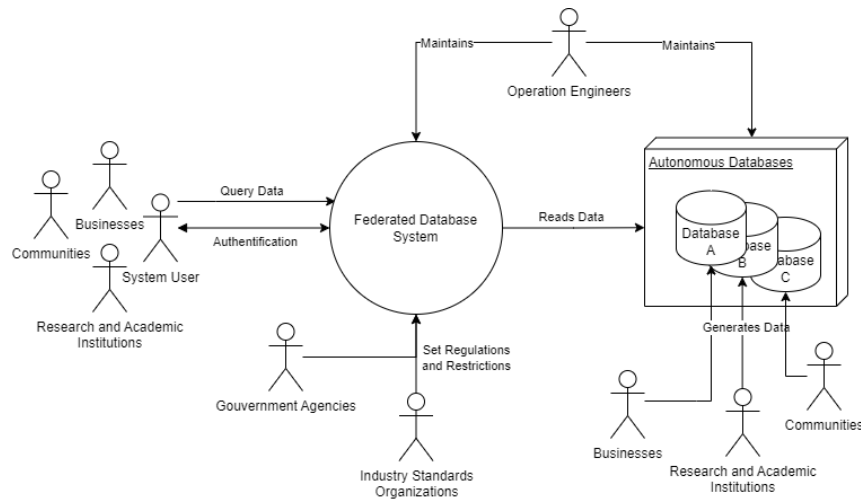 Maintains
Maintains
Operation Engineers
Autonomous Databases
Database
A
base
B
abase
C
Businesses
Communities
System User
Research and Academic
Institutions
Query Data
Authentification
Federated Database
System
Reads Data
Generates Data
Set Regulations
and Restrictions
Gouvernment Agencies
Industry Standards
Organizations
Businesses
Research and Academic
Institutions
Communities